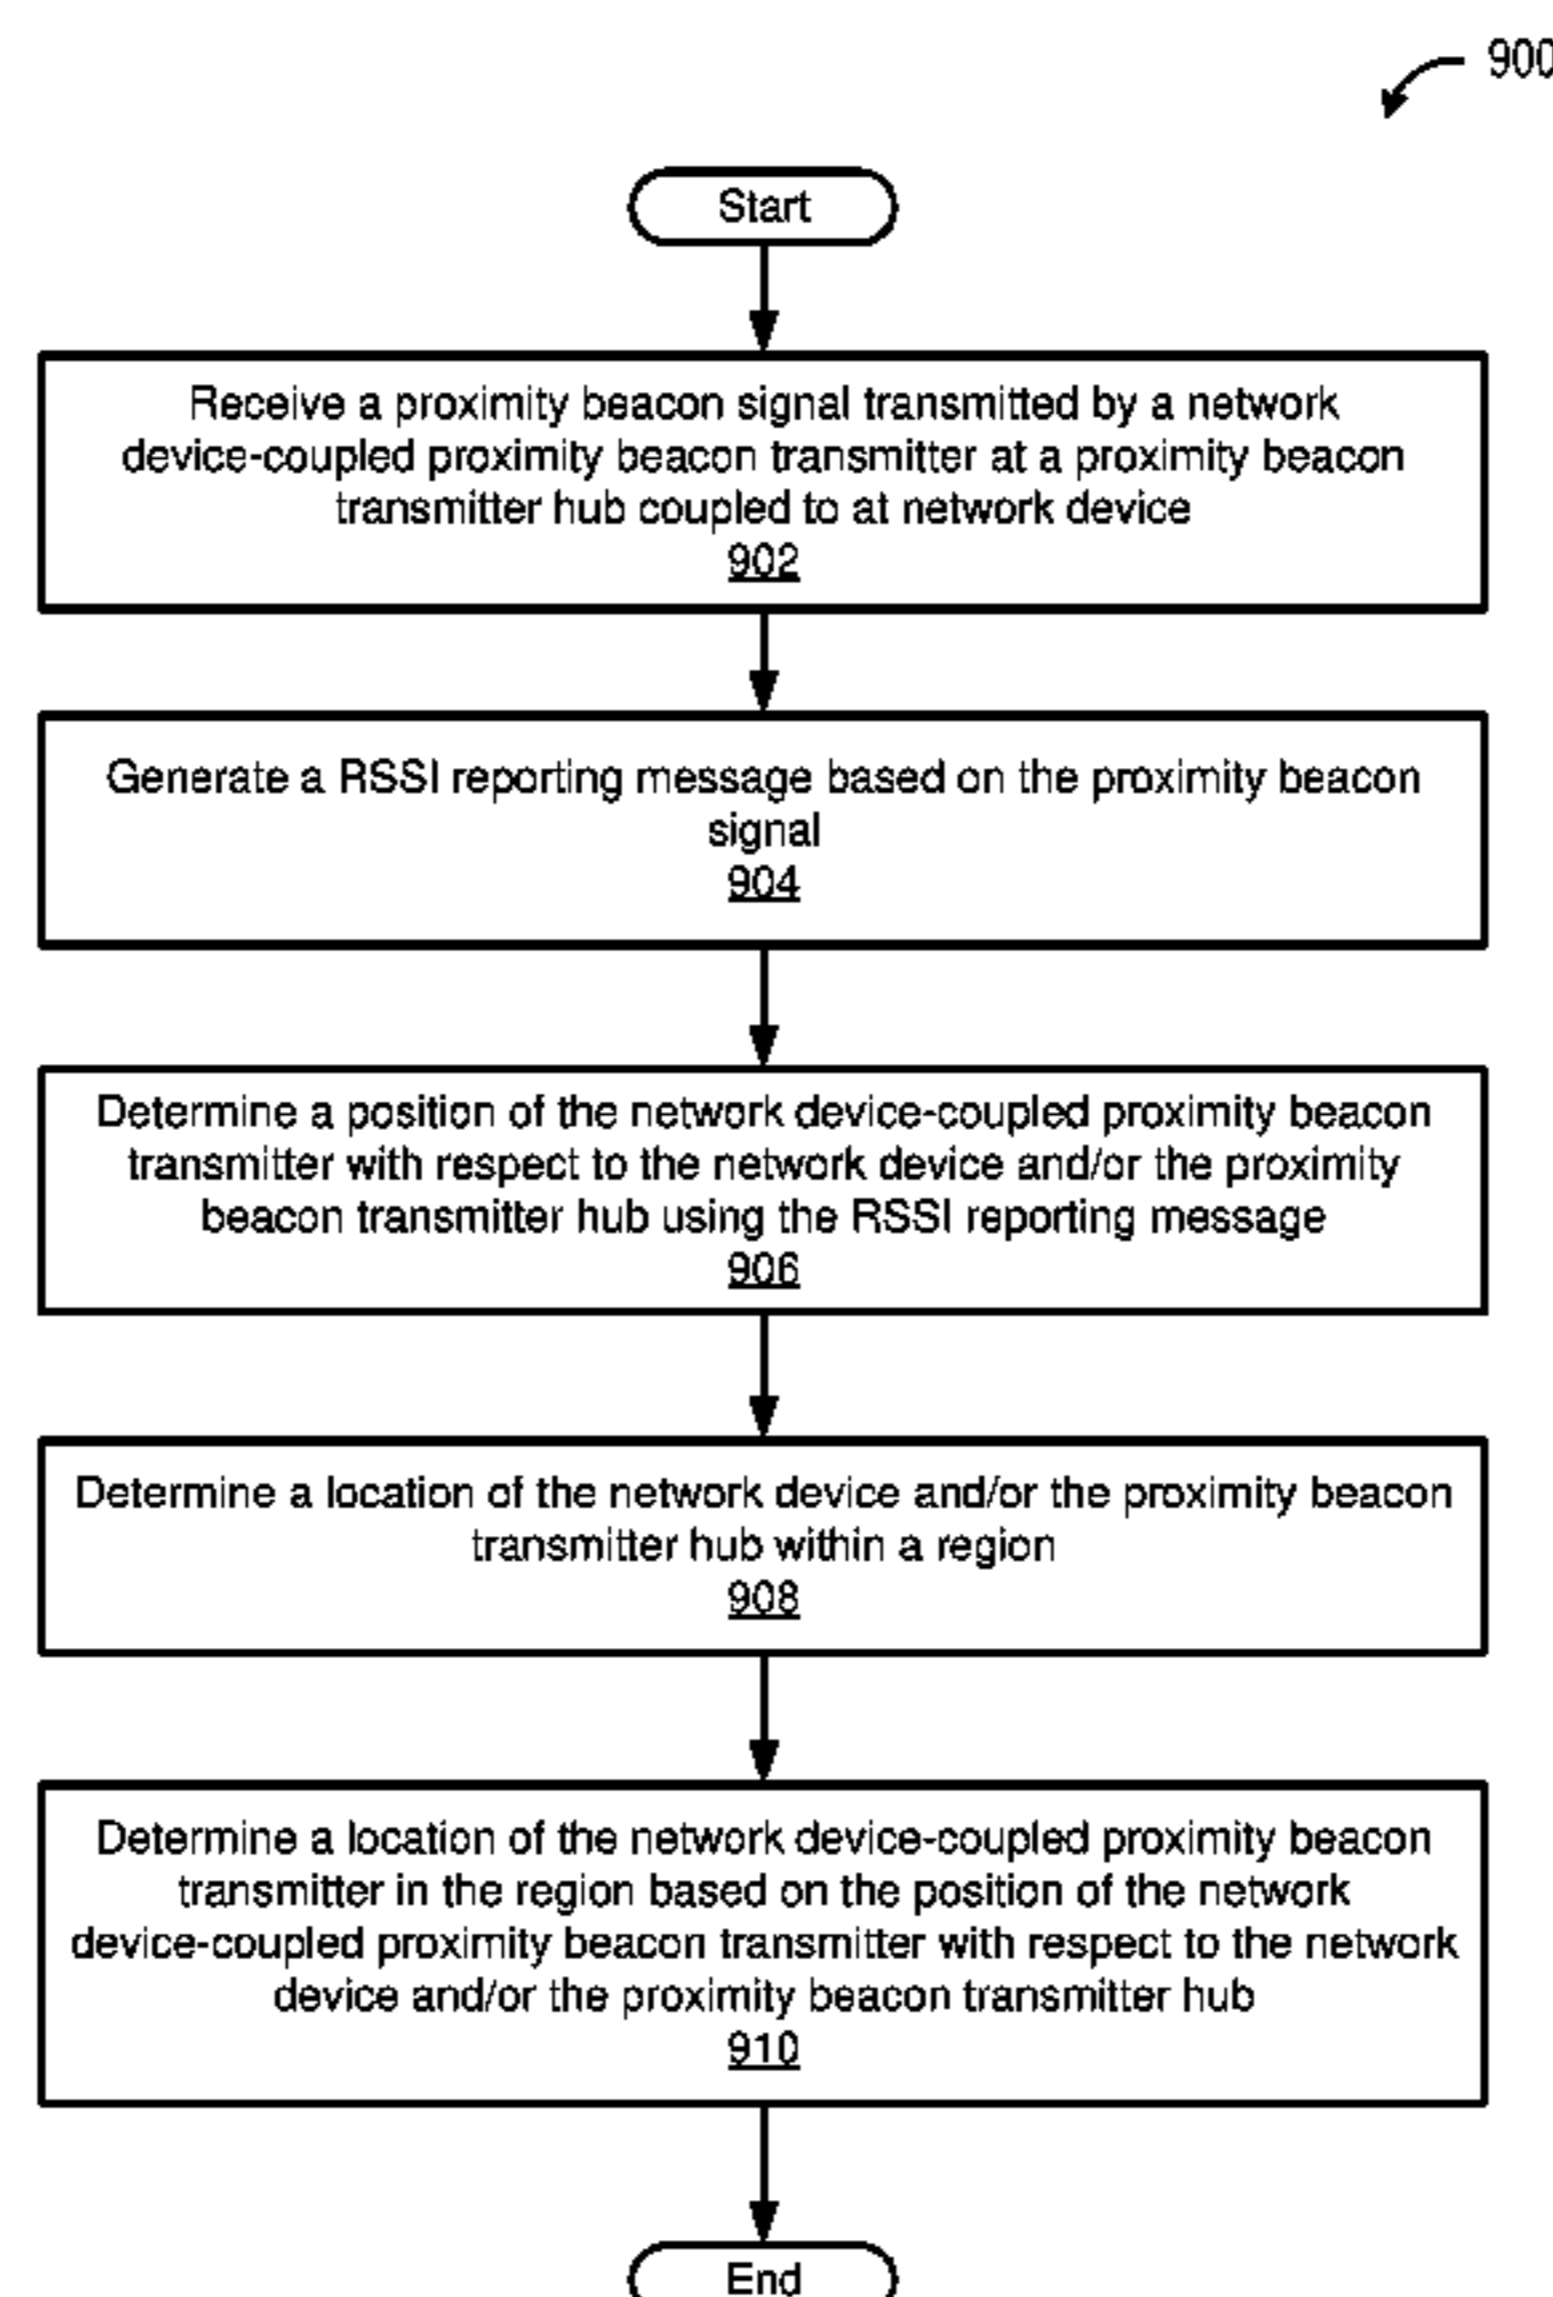 900
Start
Receive a proximity beacon signal transmitted by a network
device-coupled proximity beacon transmitter at a proximity beacon
transmitter hub coupled to at network device
902
Generate a RSSI reporting message based on the proximity beacon
signal
904
Determine a position of the network device-coupled proximity beacon
transmitter with respect to the network device and/or the proximity
beacon transmitter hub using the RSSI reporting message
906
Determine a location of the network device and/or the proximity beacon
transmitter hub within a region
908
Determine a location of the network device-coupled proximity beacon
transmitter in the region based on the position of the network
device-coupled proximity beacon transmitter with respect to the network
device and/or the proximity beacon transmitter hub
910
End